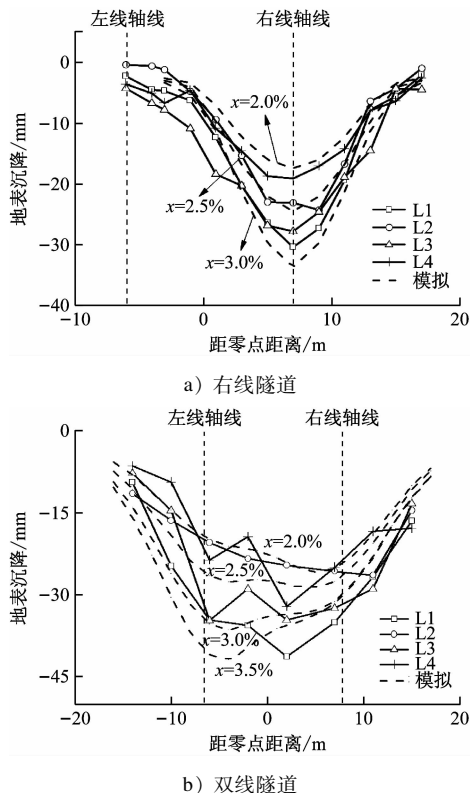 左线轴线 右线轴线
0
−10
−20
−30
−40
地表沉降/mm
x=2.0%
x=2.5%
x=3.0%
L1
L2
L3
L4
模拟
−10 0 10 20
距零点距离/m
a）右线隧道
左线轴线 右线轴线
0
−15
−30
−45
地表沉降/mm
x=2.0%
x=2.5%
x=3.0%
x=3.5%
L1
L2
L3
L4
模拟
−20 −10 0 10 20
距零点距离/m
b）双线隧道